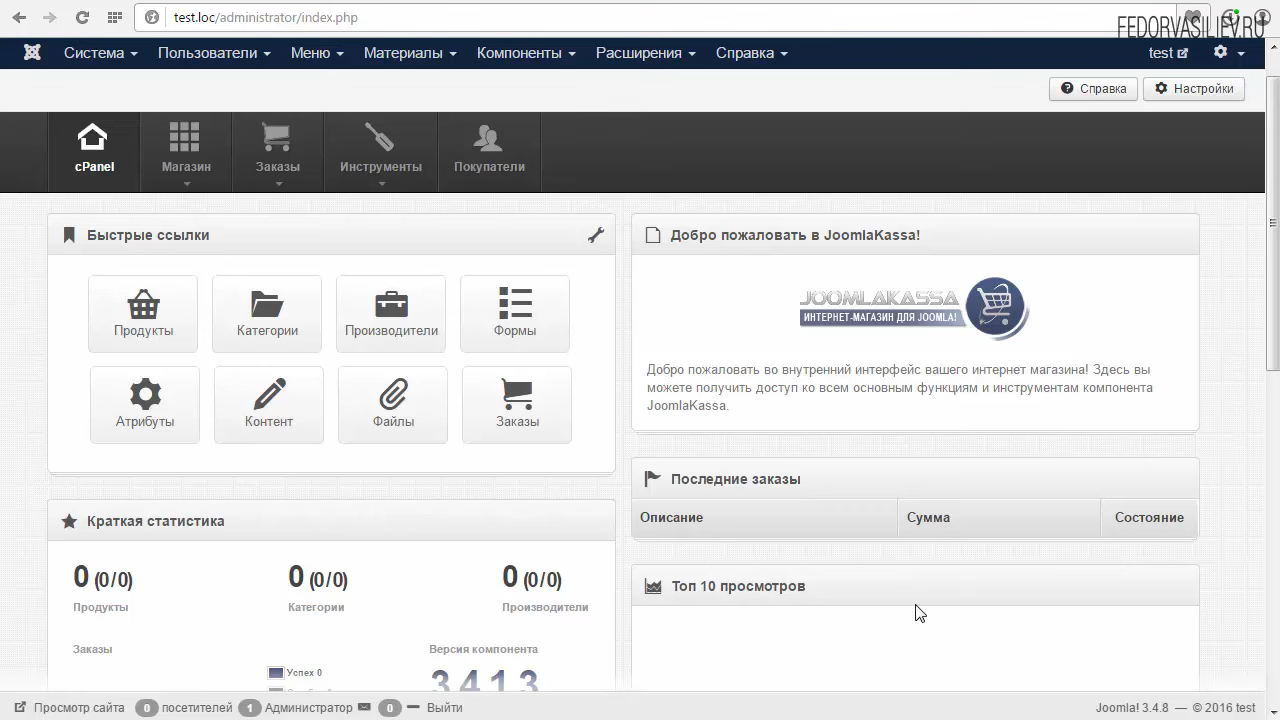 test.loc/administrator/index.php
FEDORVASILIEV.RU
Система Пользователи Меню Материалы Компоненты Расширения Справка test
Справка Настройки
cPanel Магазин Заказы Инструменты Покупатели
Быстрые ссылки
Продукты Категории Производители Формы
Атрибуты Контент Файлы Заказы
Добро пожаловать в JoomlaKassa!
JOOMLAKASSA
ИНТЕРНЕТ-МАГАЗИН ДЛЯ JOOMLA!
Добро пожаловать во внутренний интерфейс вашего интернет магазина! Здесь вы
можете получить доступ ко всем основным функциям и инструментам компонента
JoomlaKassa.
Последние заказы
Описание Сумма Состояние
Краткая статистика
0 (0/0) 0 (0/0) 0 (0/0)
Продукты Категории Производители
Заказы Версия компонента
Успех 0
3.4.1.3
Топ 10 просмотров
Просмотр сайта 0 посетителей 1 Администратор 0 Выйти
Joomla! 3.4.8 — © 2016 test